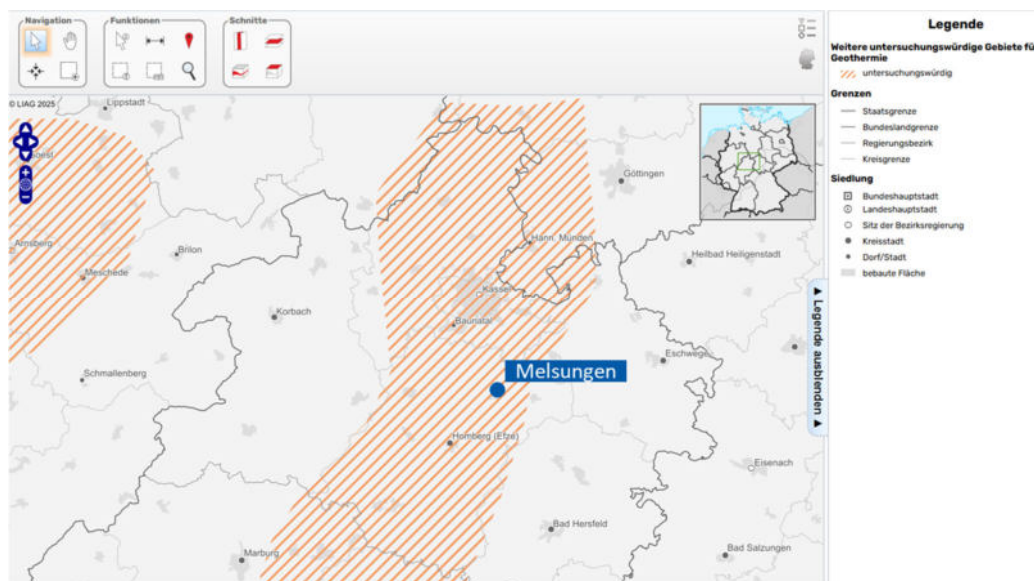 Navigation
Funktionen
Schnitte
© LIAG 2025
Lippstadt
Soest
Arnsberg
Meschede
Brilon
Korbach
Schmallenberg
Marburg
Göttingen
Hann. Münden
Heilbad Heiligenstadt
Kassel
Baunatal
Eschwege
Melsungen
Homberg (Efze)
Eisenach
Bad Hersfeld
Bad Salzungen
▲ Legende ausblenden ▲
Legende
Weitere untersuchungswürdige Gebiete fü
Geothermie
untersuchungswürdig
Grenzen
Staatsgrenze
Bundeslandgrenze
Regierungsbezirk
Kreisgrenze
Siedlung
Bundeshauptstadt
Landeshauptstadt
Sitz der Bezirksregierung
Kreisstadt
Dorf/Stadt
bebaute Fläche